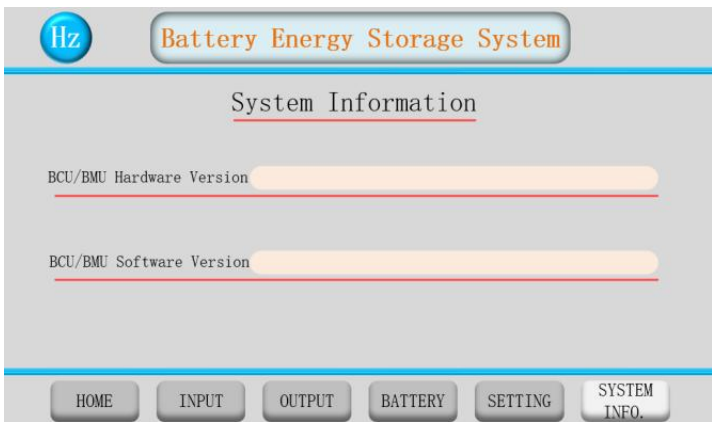 Hz
Battery Energy Storage System
System Information
BCU/BMU Hardware Version
BCU/BMU Software Version
HOME INPUT OUTPUT BATTERY SETTING SYSTEM
INFO.